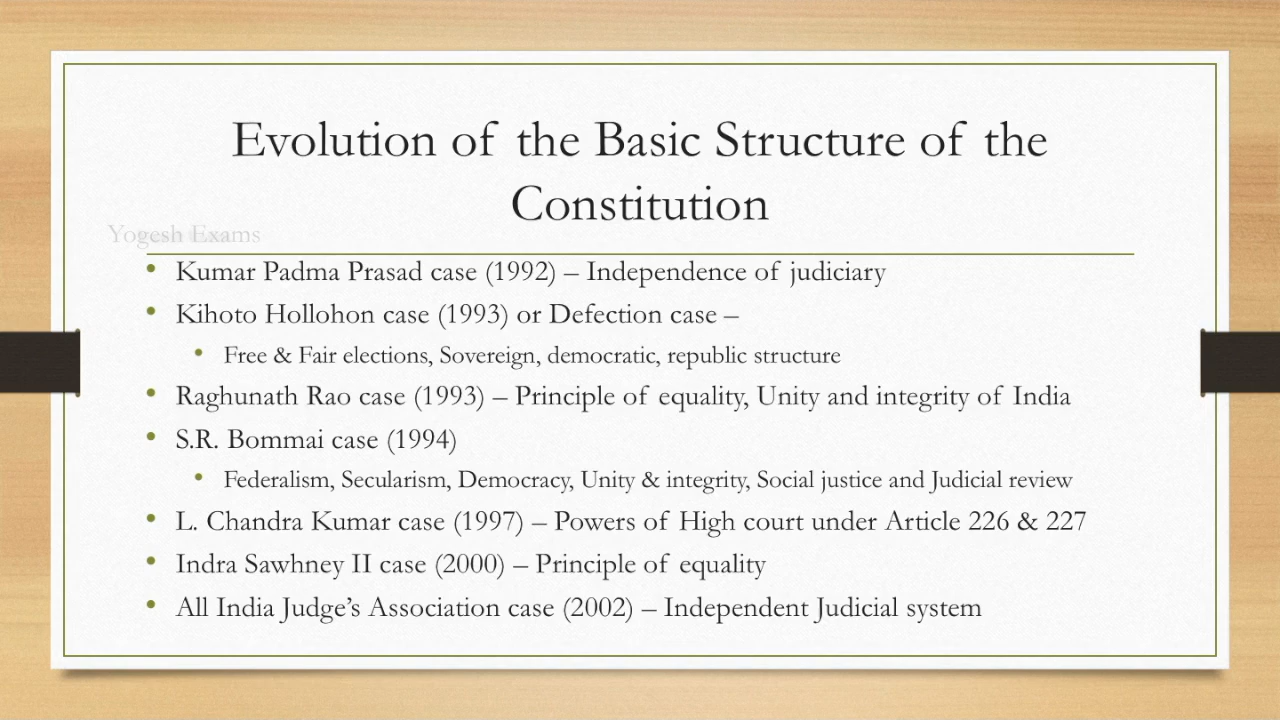 Evolution of the Basic Structure of the
Constitution
Yogesh Exams
• Kumar Padma Prasad case (1992) – Independence of judiciary
• Kihoto Hollohon case (1993) or Defection case –
• Free & Fair elections, Sovereign, democratic, republic structure
• Raghunath Rao case (1993) – Principle of equality, Unity and integrity of India
• S.R. Bommai case (1994)
• Federalism, Secularism, Democracy, Unity & integrity, Social justice and Judicial review
• L. Chandra Kumar case (1997) – Powers of High court under Article 226 & 227
• Indra Sawhney II case (2000) – Principle of equality
• All India Judge’s Association case (2002) – Independent Judicial system